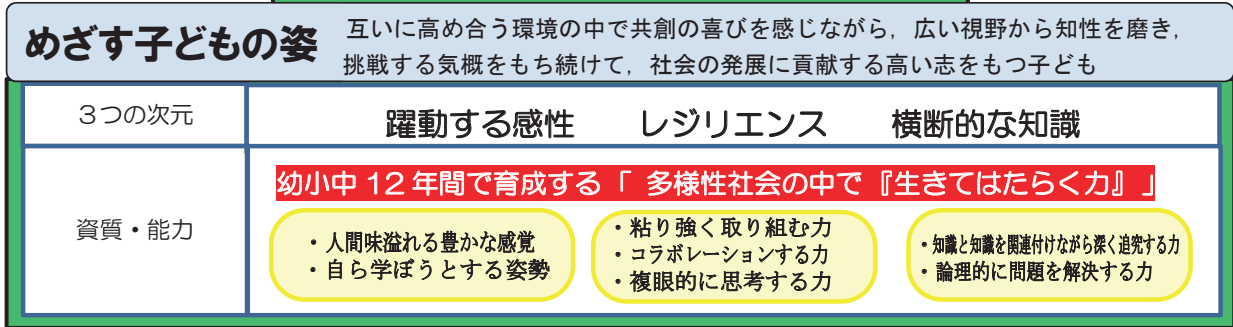 めざす子どもの姿
互いに高め合う環境の中で共創の喜びを感じながら，広い視野から知性を磨き，
挑戦する気概をもち続けて，社会の発展に貢献する高い志をもつ子ども
３つの次元
躍動する感性　レジリエンス　横断的な知識
資質・能力
幼小中 12 年間で育成する「 多様性社会の中で『生きてはたらく力』」
・人間味溢れる豊かな感覚
・自ら学ぼうとする姿勢
・粘り強く取り組む力
・コラボレーションする力
・複眼的に思考する力
・知識と知識を関連付けながら深く追究する力
・論理的に問題を解決する力